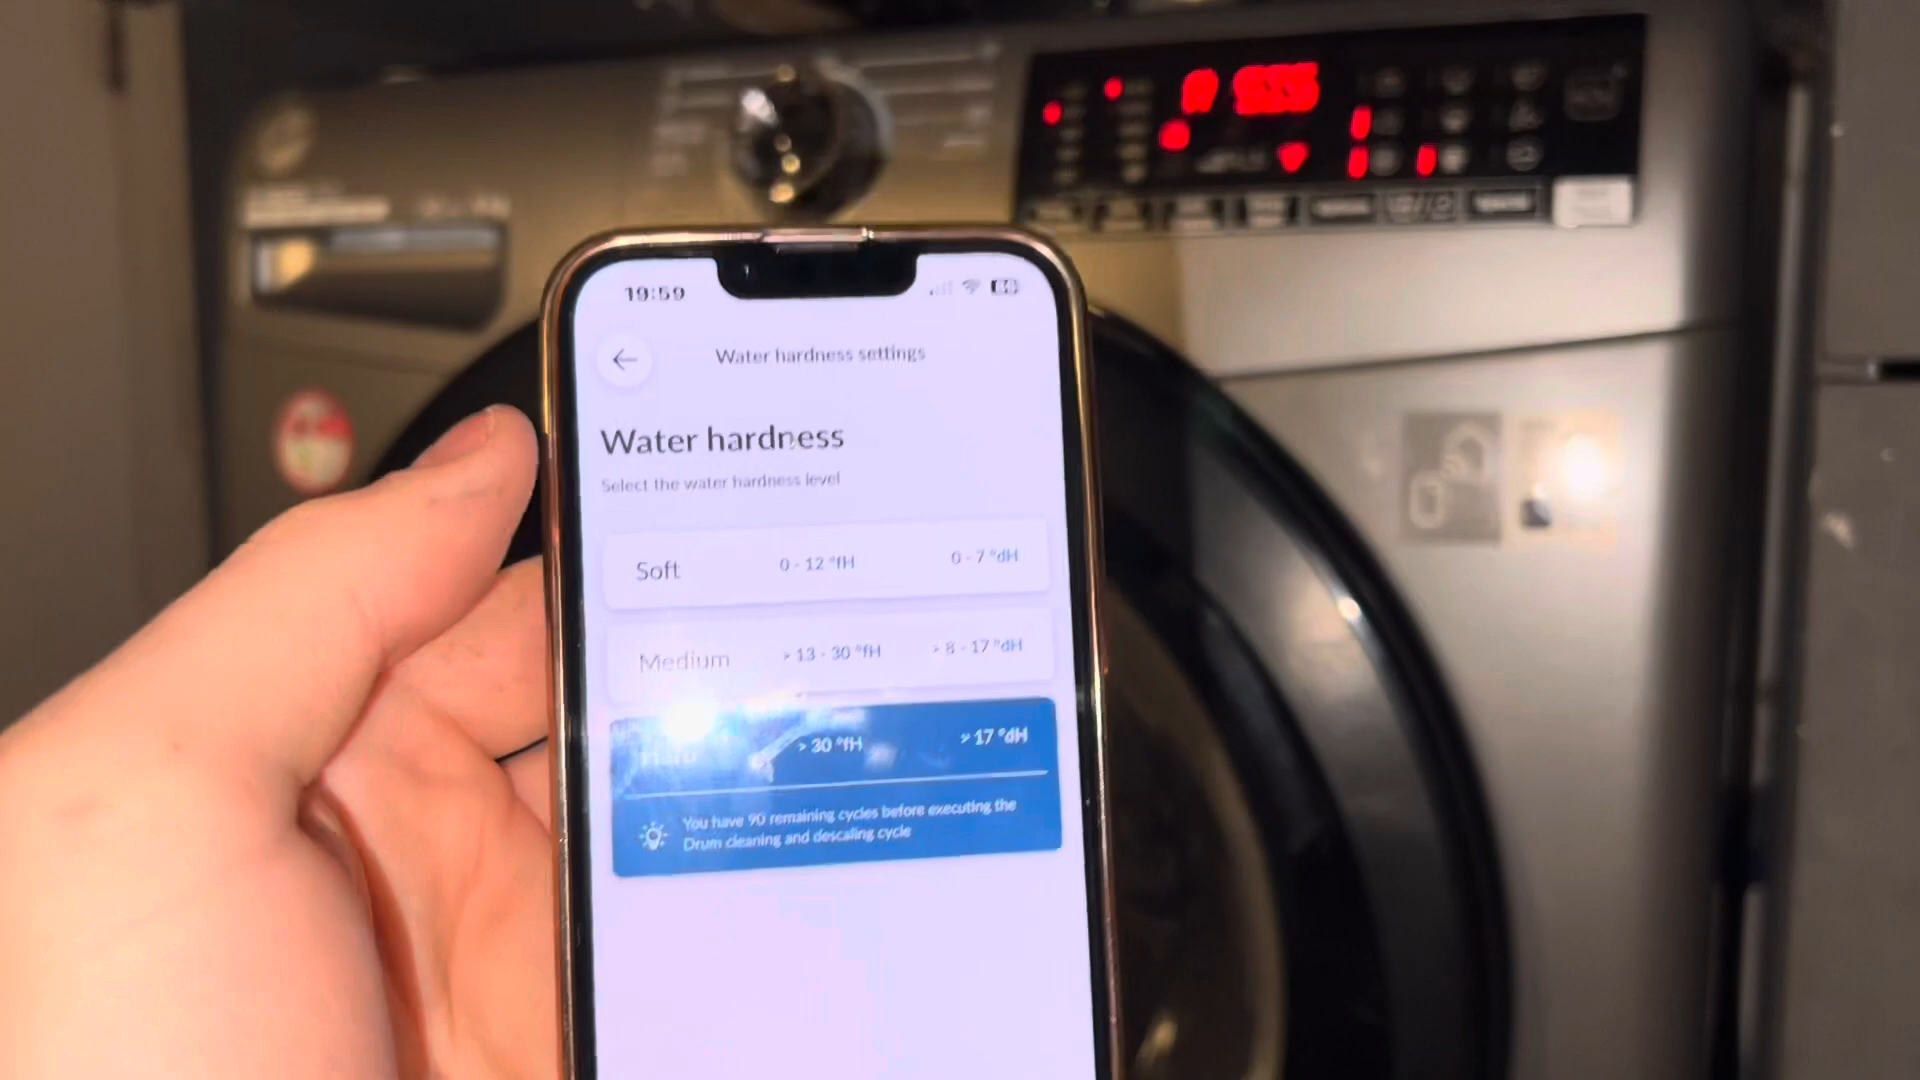 19:59
Water hardness settings
Water hardness
Select the water hardness level
Soft 0 - 12 °fH 0 - 7 °dH
Medium > 13 - 30 °fH > 8 - 17 °dH
Hard > 30 °fH > 17 °dH
You have 90 remaining cycles before executing the
Drum cleaning and descaling cycle